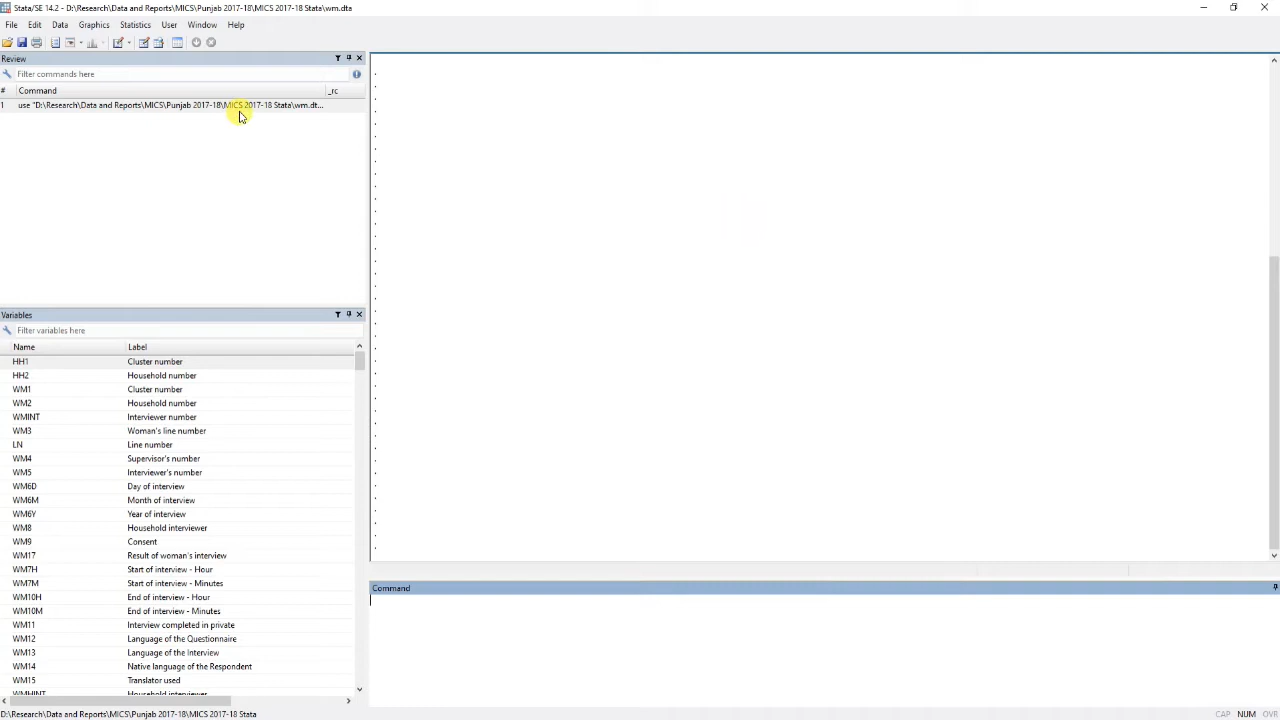 Stata/SE 14.2 - D:\Research\Data and Reports\MICS\Punjab 2017-18\MICS 2017-18 Stata\wm.dta
File Edit Data Graphics Statistics User Window Help
Review
Filter commands here
# Command _rc
1 use "D:\Research\Data and Reports\MICS\Punjab 2017-18\MICS 2017-18 Stata\wm.dt...
Variables
Filter variables here
Name Label
HH1 Cluster number
HH2 Household number
WM1 Cluster number
WM2 Household number
WMINT Interviewer number
WM3 Woman's line number
LN Line number
WM4 Supervisor's number
WM5 Interviewer's number
WM6D Day of interview
WM6M Month of interview
WM6Y Year of interview
WM8 Household interviewer
WM9 Consent
WM17 Result of woman's interview
WM7H Start of interview - Hour
WM7M Start of interview - Minutes
WM10H End of interview - Hour
WM10M End of interview - Minutes
WM11 Interview completed in private
WM12 Language of the Questionnaire
WM13 Language of the Interview
WM14 Native language of the Respondent
WM15 Translator used
WMHINT Household interviewer
Command
D:\Research\Data and Reports\MICS\Punjab 2017-18\MICS 2017-18 Stata
CAP NUM OVR